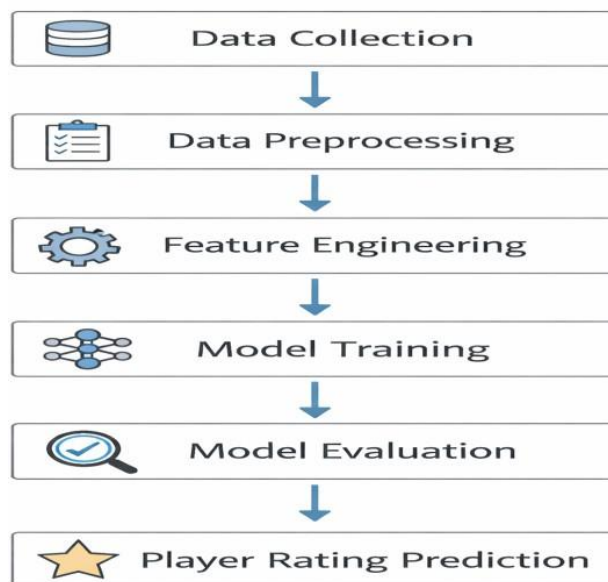 Data Collection
Data Preprocessing
Feature Engineering
Model Training
Model Evaluation
Player Rating Prediction